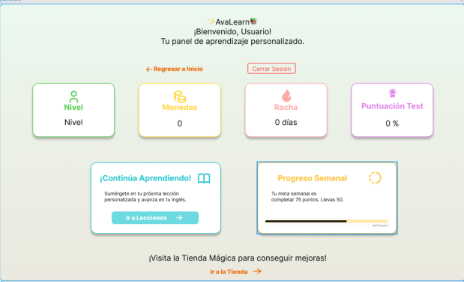 ✨AvaLearn📚
¡Bienvenido, Usuario!
Tu panel de aprendizaje personalizado.
← Regresar a Inicio
Cerrar Sesión
Nivel
Nivel
Monedas
0
Racha
0 días
Puntuación Test
0 %
¡Continúa Aprendiendo!
Sumérgete en tu próxima lección
personalizada y avanza en tu inglés.
Ir a Lecciones →
Progreso Semanal
Tu meta semanal es
completar 75 puntos. Llevas 50.
¡Visita la Tienda Mágica para conseguir mejoras!
Ir a la Tienda →